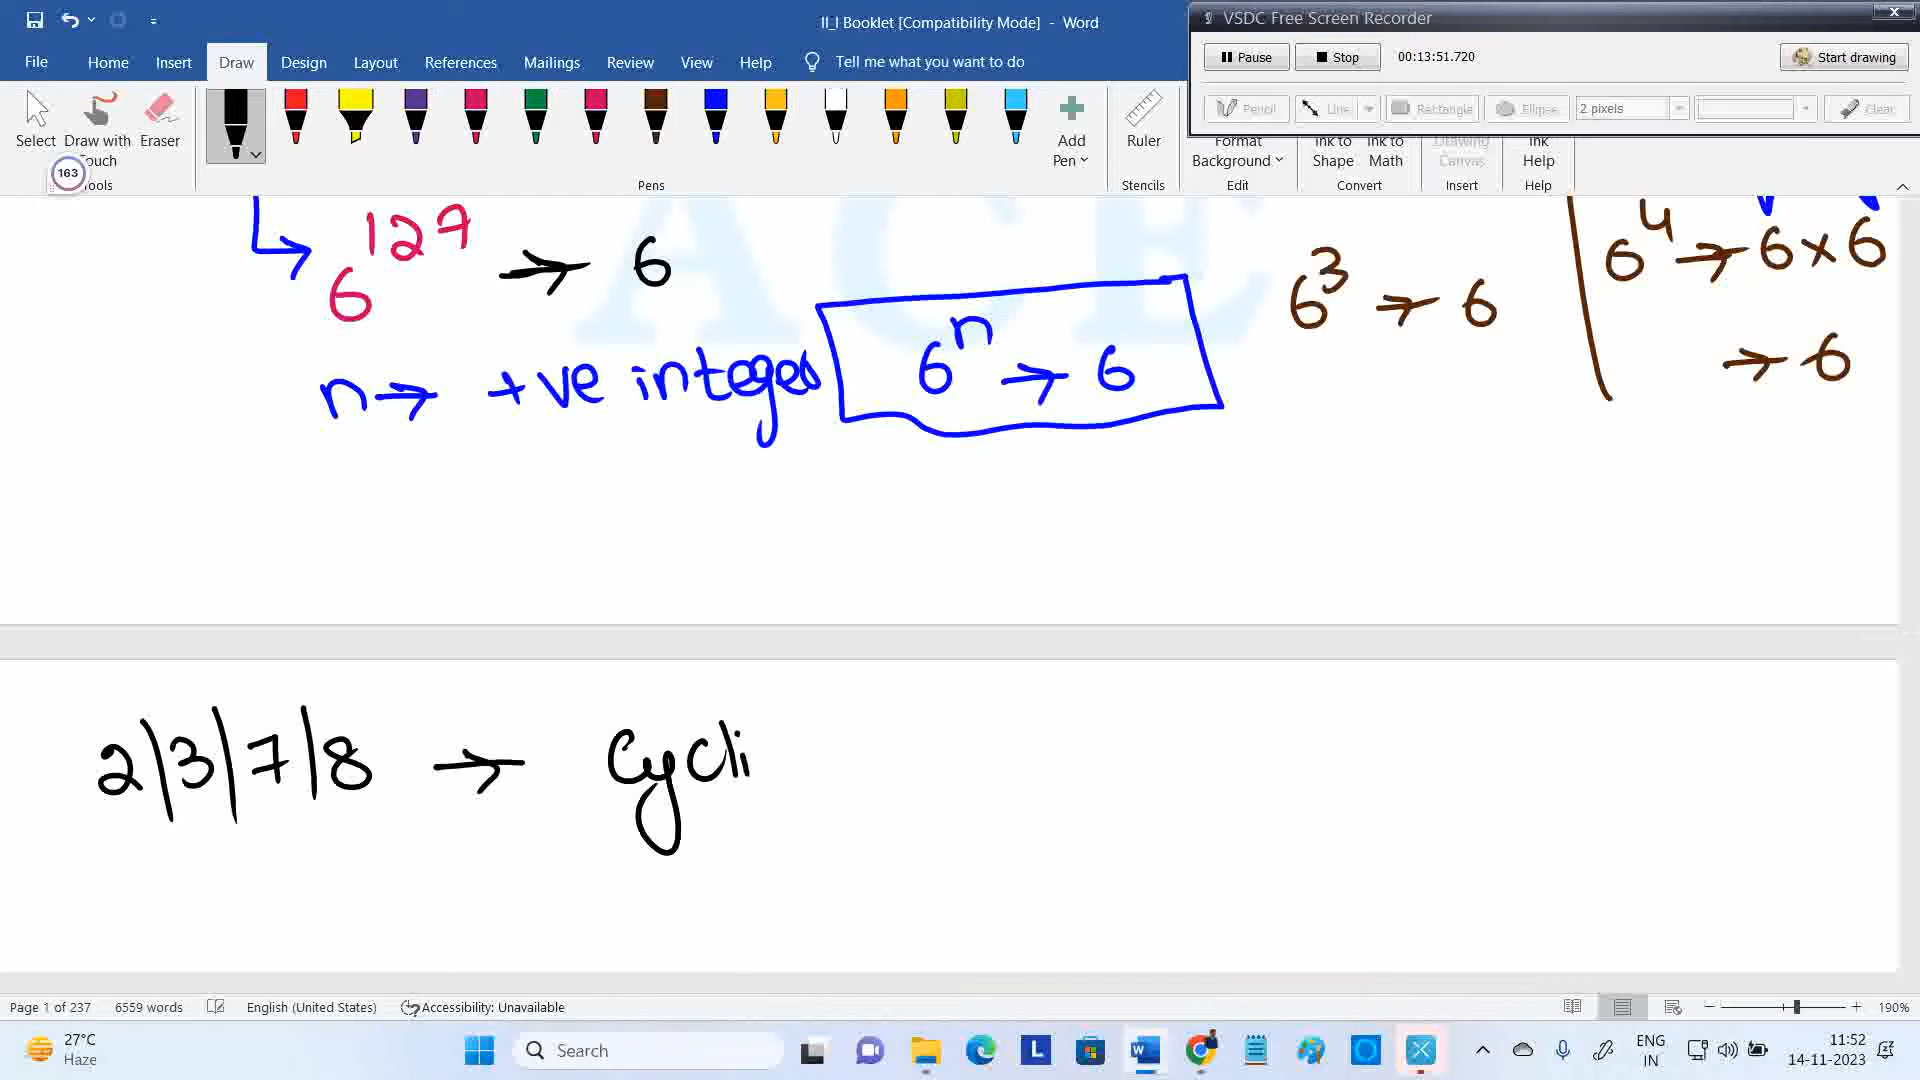 II_I Booklet [Compatibility Mode] - Word
VSDC Free Screen Recorder
Pause
Stop
00:13:51.720
Start drawing
File
Home
Insert
Draw
Design
Layout
References
Mailings
Review
View
Help
Tell me what you want to do
Pencil
Line
Rectangle
Ellipse
2 pixels
Clear
Select
Draw with
Touch
Eraser
Add
Pen
Ruler
Format
Background
Ink to
Shape
Ink to
Math
Drawing
Canvas
Ink
Help
163
Tools
Pens
Stencils
Edit
Convert
Insert
Help
ACE
6^127 → 6
6^3 → 6
6^4 → 6 × 6
→ 6
n → +ve integer
6^n → 6
2|3|7|8 → Cycli
Page 1 of 237
6559 words
English (United States)
Accessibility: Unavailable
190%
27°C
Haze
Search
L
ENG
IN
11:52
14-11-2023